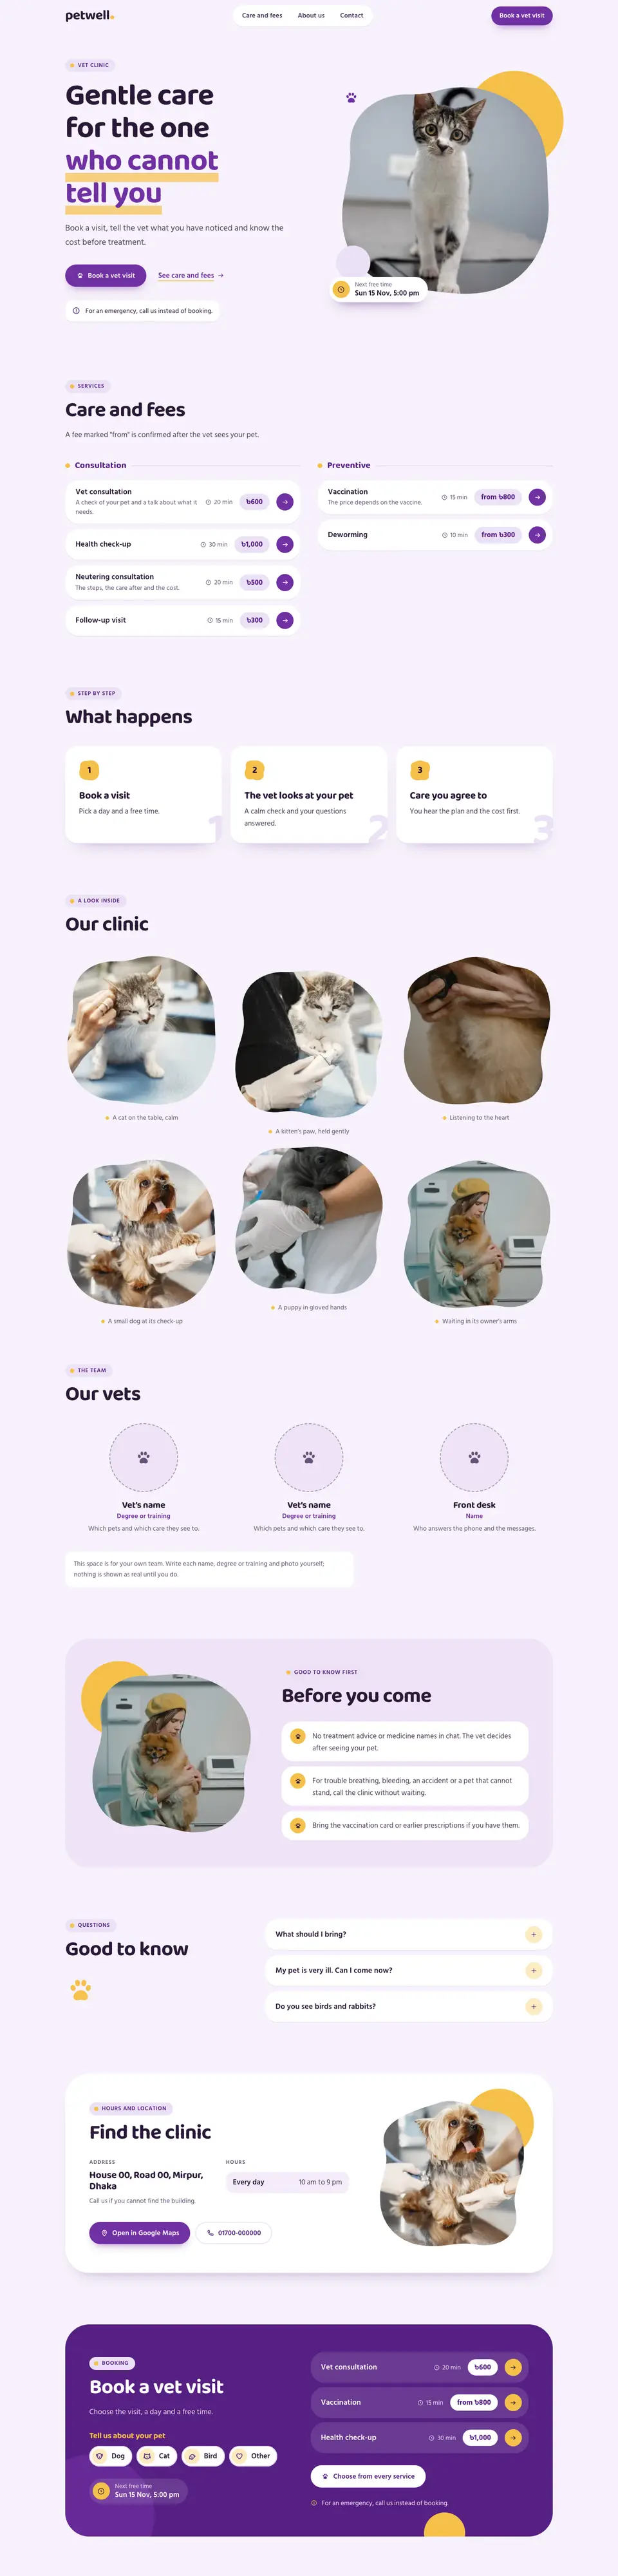 petwell.
Care and fees
About us
Contact
Book a vet visit
VET CLINIC
Gentle care
for the one
who cannot
tell you
Book a visit, tell the vet what you have noticed and know the
cost before treatment.
Book a vet visit
See care and fees →
For an emergency, call us instead of booking.
Next free time
Sun 15 Nov, 5:00 pm
SERVICES
Care and fees
A fee marked "from" is confirmed after the vet sees your pet.
Consultation
Vet consultation
A check of your pet and a talk about what it
needs.
20 min
৳600
Health check-up
30 min
৳1,000
Neutering consultation
The steps, the care after and the cost.
20 min
৳500
Follow-up visit
15 min
৳300
Preventive
Vaccination
The price depends on the vaccine.
15 min
from ৳800
Deworming
10 min
from ৳300
STEP BY STEP
What happens
1
Book a visit
Pick a day and a free time.
1
2
The vet looks at your pet
A calm check and your questions
answered.
2
3
Care you agree to
You hear the plan and the cost first.
3
A LOOK INSIDE
Our clinic
A cat on the table, calm
A kitten's paw, held gently
Listening to the heart
A small dog at its check-up
A puppy in gloved hands
Waiting in its owner's arms
THE TEAM
Our vets
Vet's name
Degree or training
Which pets and which care they see to.
Vet's name
Degree or training
Which pets and which care they see to.
Front desk
Name
Who answers the phone and the messages.
This space is for your own team. Write each name, degree or training and photo yourself;
nothing is shown as real until you do.
GOOD TO KNOW FIRST
Before you come
No treatment advice or medicine names in chat. The vet decides
after seeing your pet.
For trouble breathing, bleeding, an accident or a pet that cannot
stand, call the clinic without waiting.
Bring the vaccination card or earlier prescriptions if you have them.
QUESTIONS
Good to know
What should I bring?
My pet is very ill. Can I come now?
Do you see birds and rabbits?
HOURS AND LOCATION
Find the clinic
ADDRESS
House 00, Road 00, Mirpur,
Dhaka
Call us if you cannot find the building.
HOURS
Every day
10 am to 9 pm
Open in Google Maps
01700-000000
BOOKING
Book a vet visit
Choose the visit, a day and a free time.
Tell us about your pet
Dog
Cat
Bird
Other
Next free time
Sun 15 Nov, 5:00 pm
Vet consultation
20 min
৳600
Vaccination
15 min
from ৳800
Health check-up
30 min
৳1,000
Choose from every service
For an emergency, call us instead of booking.